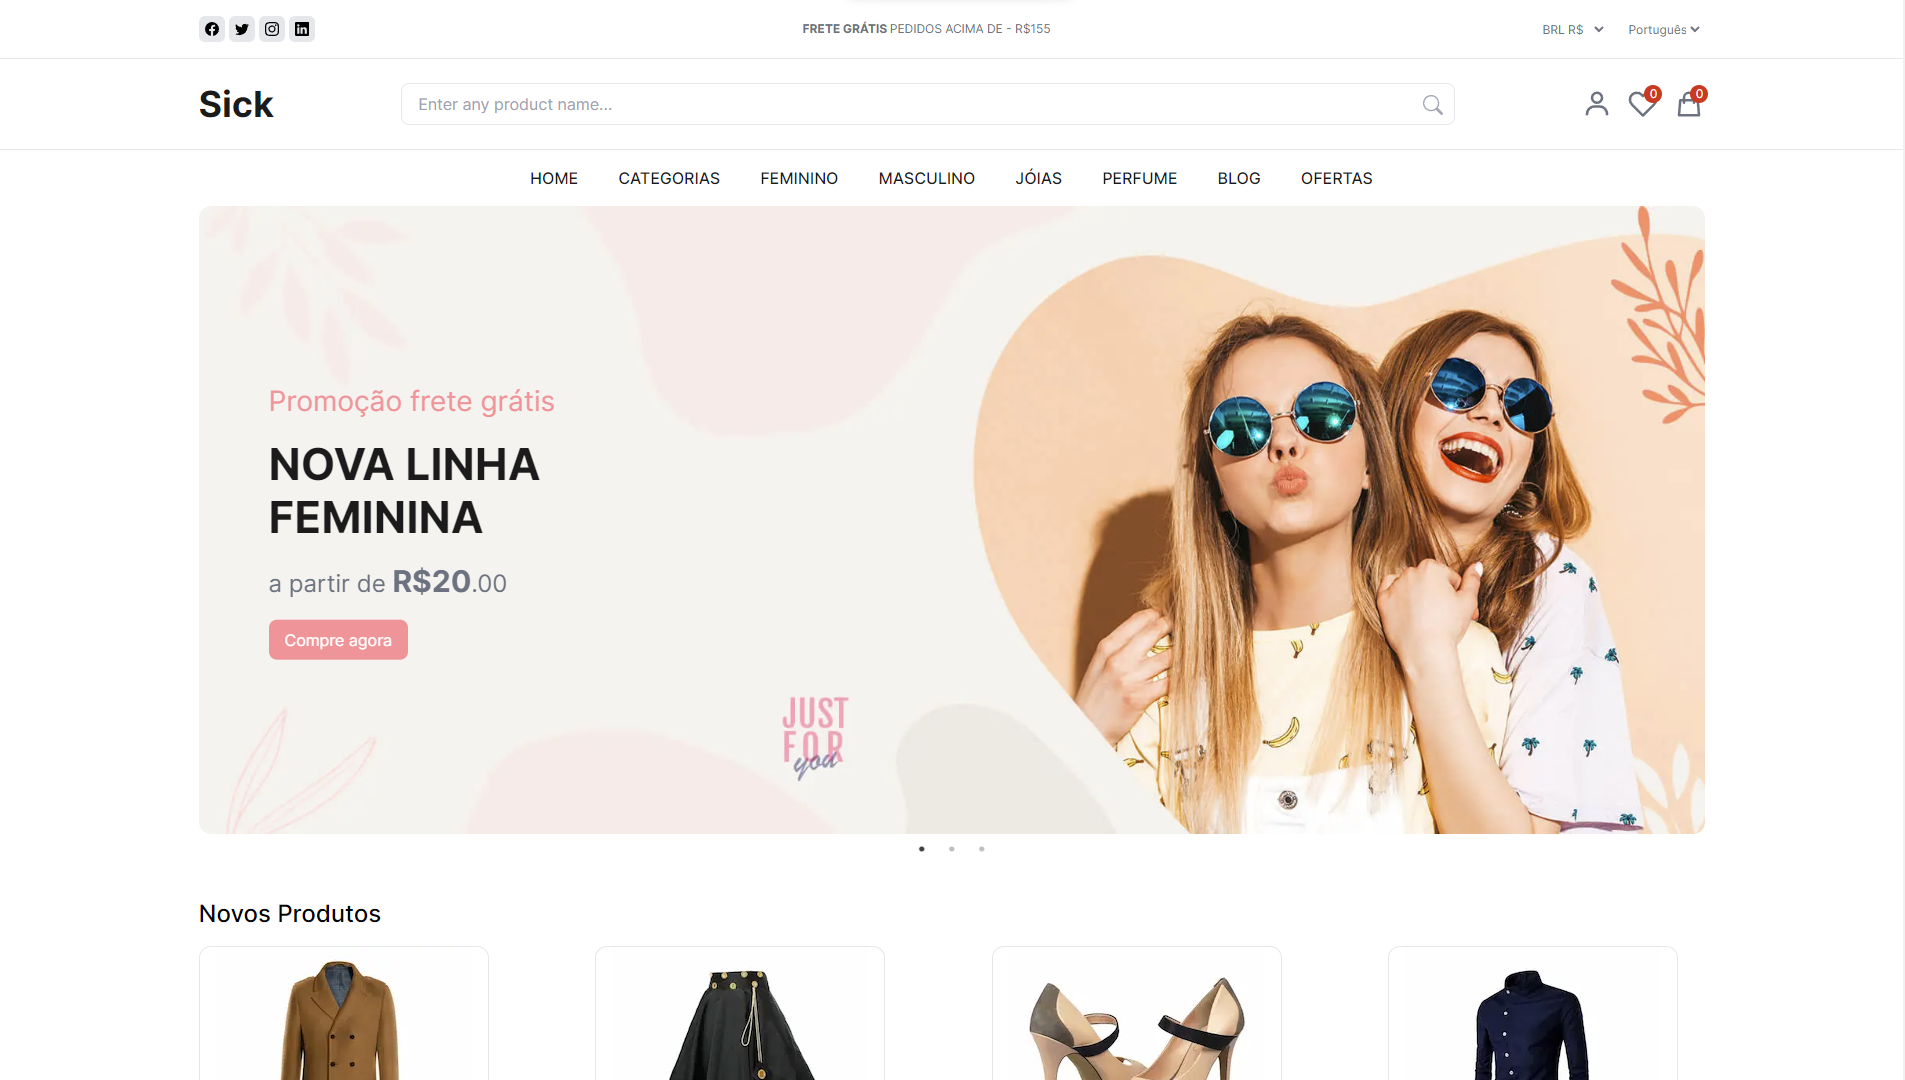 FRETE GRÁTIS PEDIDOS ACIMA DE - R$155
BRL R$
Português
Sick
Enter any product name...
0
0
HOME
CATEGORIAS
FEMININO
MASCULINO
JÓIAS
PERFUME
BLOG
OFERTAS
Promoção frete grátis
NOVA LINHA
FEMININA
a partir de R$20.00
Compre agora
JUST
FOR
you
Novos Produtos